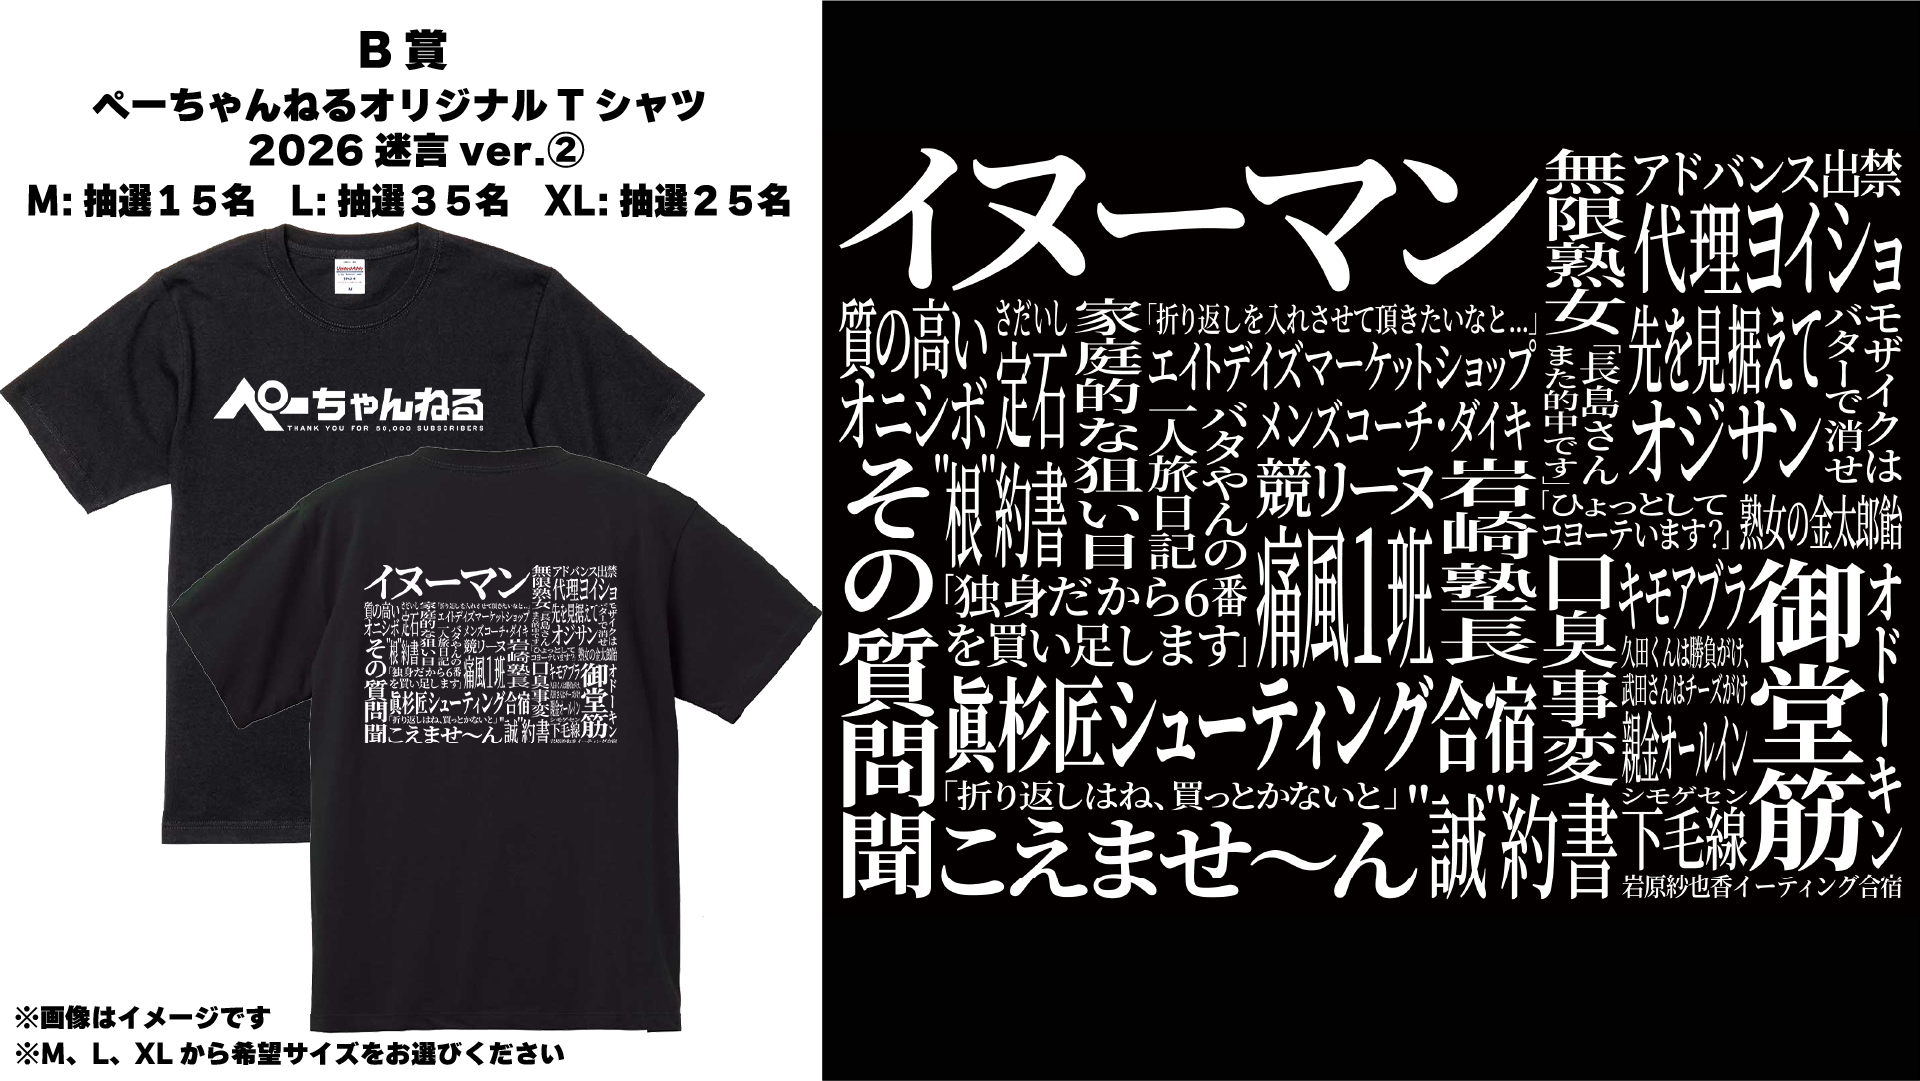 B賞
ぺーちゃんねるオリジナルTシャツ
2026迷言ver.②
M:抽選15名 L:抽選35名 XL:抽選25名
ぺーちゃんねる
THANK YOU FOR 50,000 SUBSCRIBERS
※画像はイメージです
※M、L、XLから希望サイズをお選びください
イヌーマン
無限熟女
アドバンス出禁
代理ヨイショ
質の高い
オニシボ
さだいし
定石
家庭的な狙い目
「折り返しを入れさせて頂きたいなと…」
エイトデイズマーケットショップ
バタやんの
一人旅日記
メンズコーチ・ダイキ
「長島さん
また的中です」
先を見据えて
オジサン
モザイクは
バターで消せ
その質問聞こえませ〜ん
"根"約書
競リーヌ
岩崎塾長
「ひょっとして
コヨーテいます?」
熟女の金太郎飴
「独身だから6番
を買い足します」
痛風1班
口臭事変
キモアブラ
御堂筋
オドーキン
久田くんは勝負がけ、
武田さんはチーズがけ
眞杉匠シューティング合宿
親金オールイン
「折り返しはね、買っとかないと」
"誠"約書
シモゲセン
下毛線
岩原紗也香イーティング合宿